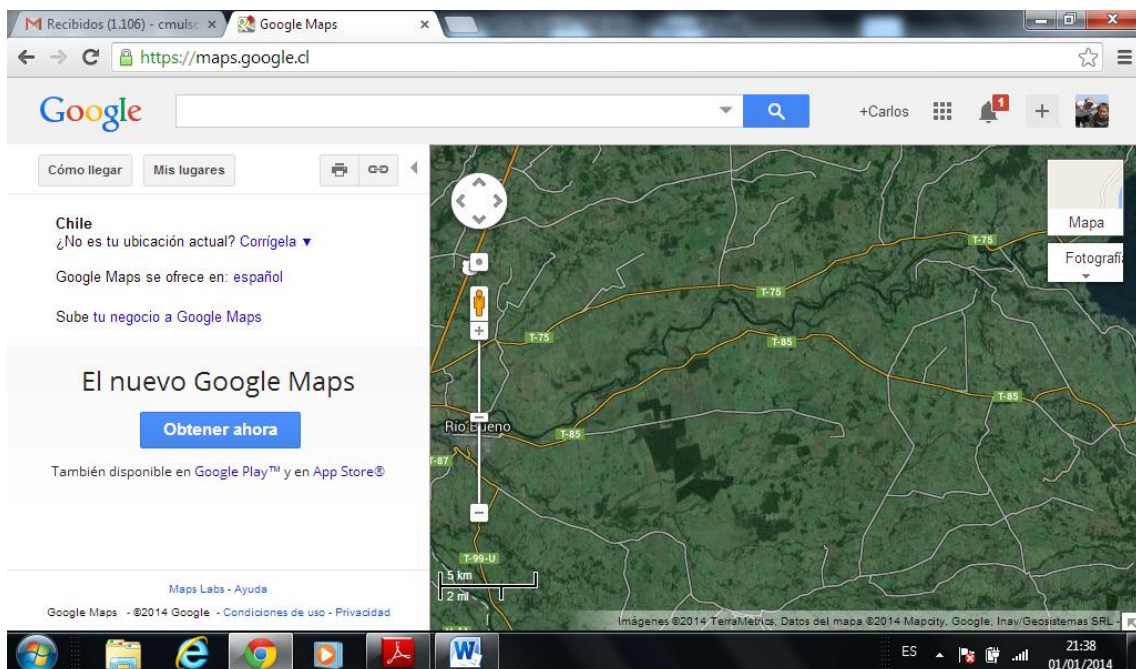 Recibidos (1.106) - cmulsc
Google Maps
https://maps.google.cl
Google
+Carlos
1
Cómo llegar
Mis lugares
Chile
¿No es tu ubicación actual? Corrígela ▼
Google Maps se ofrece en: español
Sube tu negocio a Google Maps
El nuevo Google Maps
Obtener ahora
También disponible en Google Play™ y en App Store®
Maps Labs - Ayuda
Google Maps - ©2014 Google - Condiciones de uso - Privacidad
Mapa
Fotografí
T-75
T-75
T-75
T-85
T-85
Río Bueno
T-85
T-87
T-99-U
5 km
2 mi
Imágenes ©2014 TerraMetrics, Datos del mapa ©2014 Mapcity, Google, Inav/Geosistemas SRL -
ES
21:38
01/01/2014